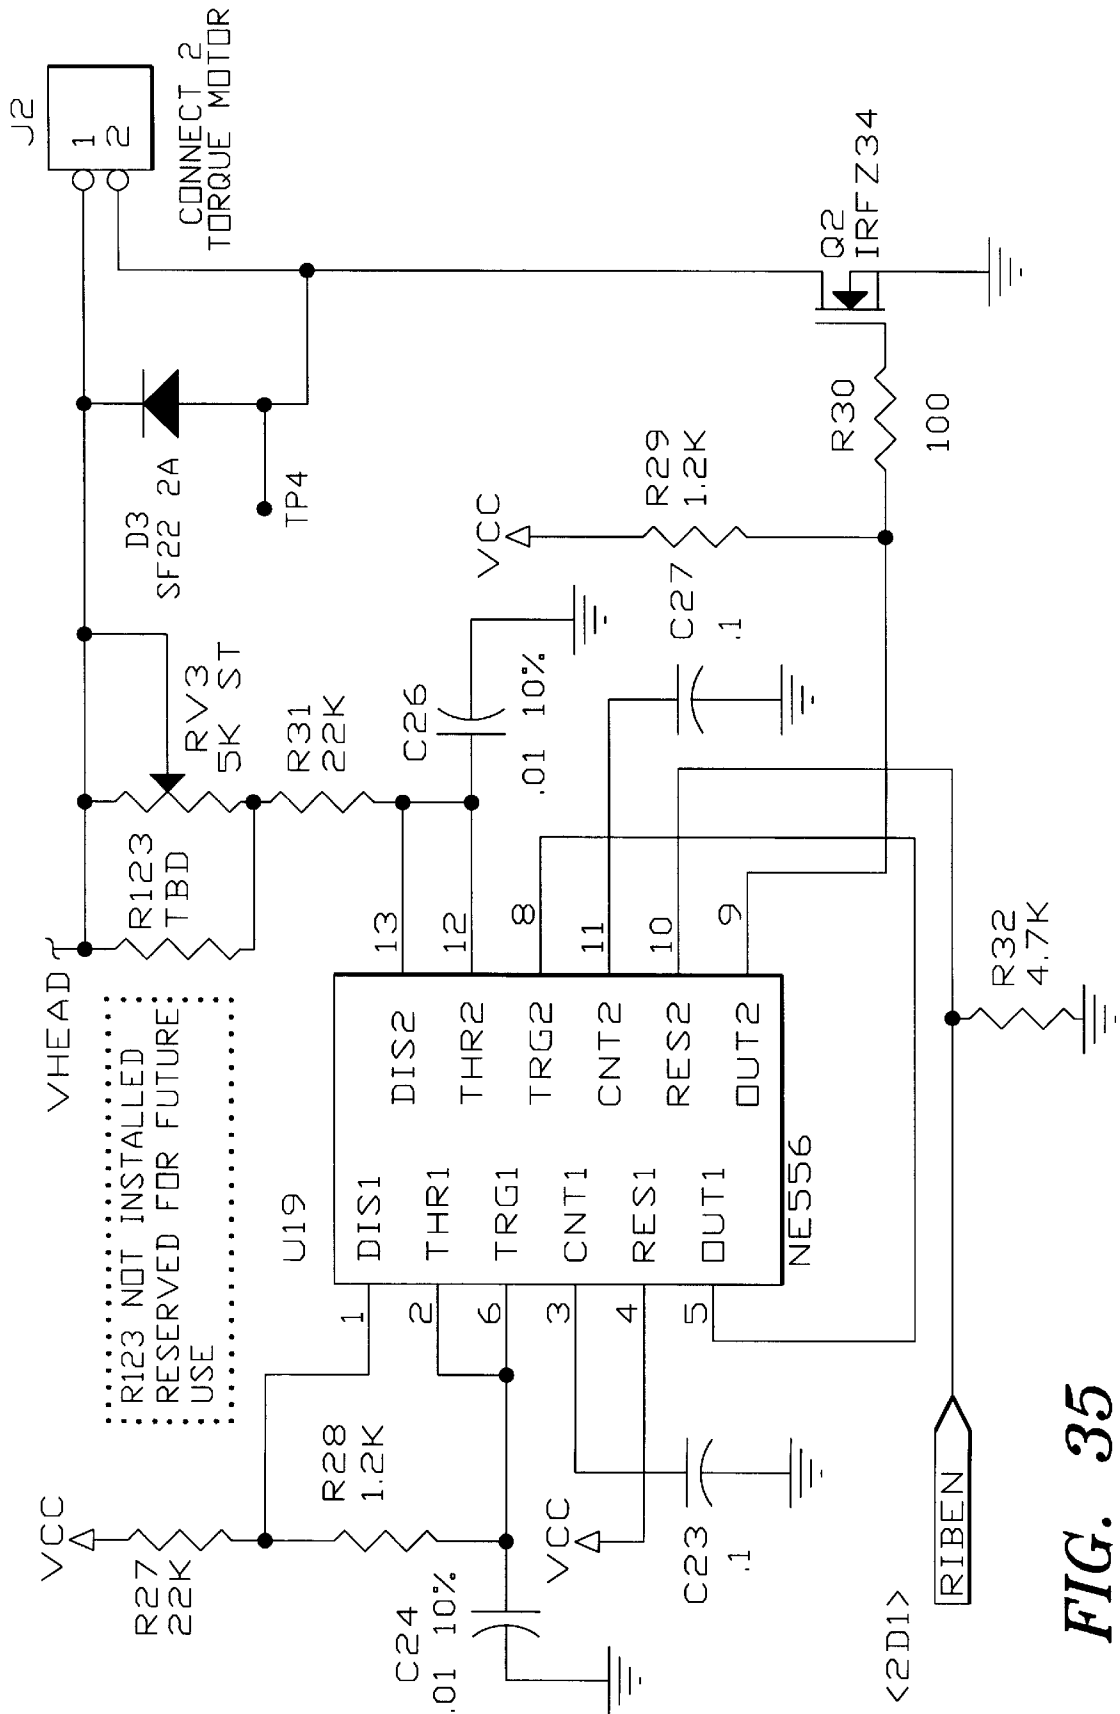 J2
1
2
CONNECT 2
TORQUE MOTOR
D3
SF22 2A
TP4
VHEAD
R123
TBD
RV3
5K ST
R31
22K
C26
.01 10%
VCC
R29
1.2K
C27
.1
Q2
IRFZ34
R30
100
R123 NOT INSTALLED
RESERVED FOR FUTURE
USE
U19
DIS1
THR1
TRG1
CNT1
RES1
OUT1
DIS2
THR2
TRG2
CNT2
RES2
OUT2
NE556
1
2
6
3
4
5
13
12
8
11
10
9
VCC
R27
22K
R28
1.2K
C24
.01 10%
VCC
C23
.1
R32
4.7K
<2D1>
RIBEN
FIG. 35